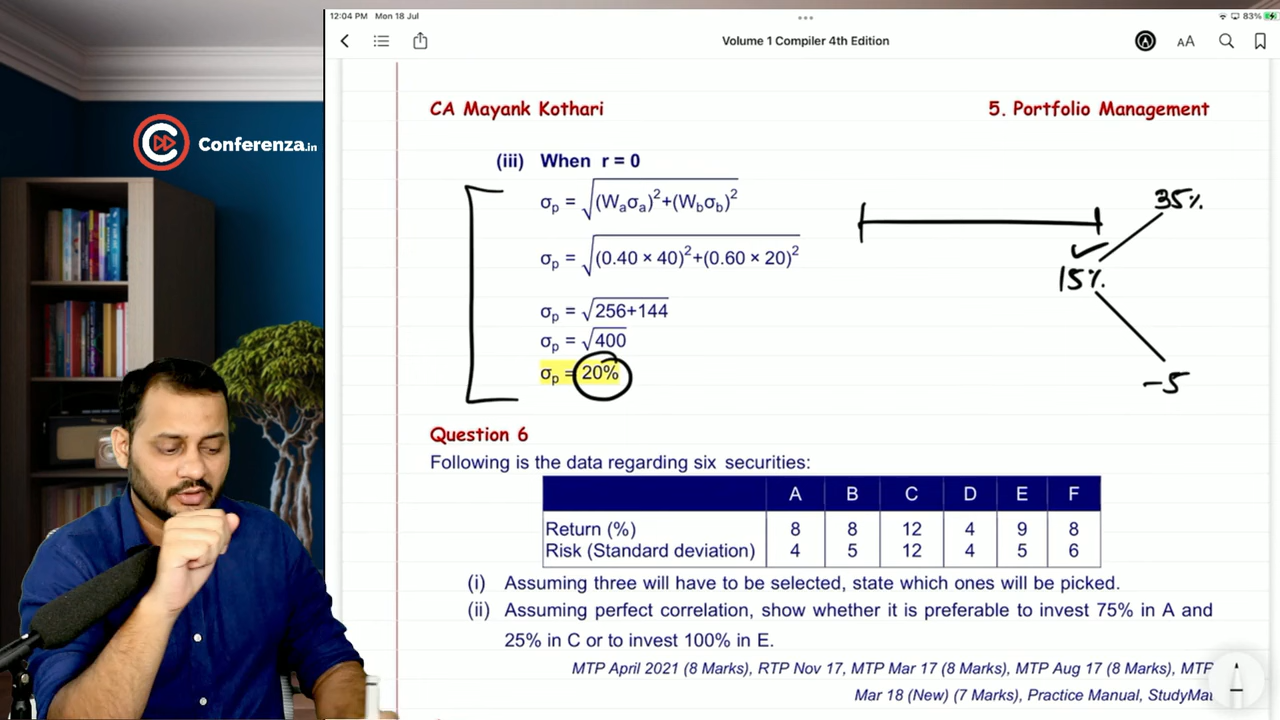 12:04 PM Mon 18 Jul
83%
Volume 1 Compiler 4th Edition
AA
Conferenza.in
CA Mayank Kothari
5. Portfolio Management
(iii) When r = 0
σp = √(Waσa)²+(Wbσb)²
σp = √(0.40 × 40)²+(0.60 × 20)²
σp = √256+144
σp = √400
σp = 20%
35%
15%
-5
Question 6
Following is the data regarding six securities:
A B C D E F
Return (%) 8 8 12 4 9 8
Risk (Standard deviation) 4 5 12 4 5 6
(i) Assuming three will have to be selected, state which ones will be picked.
(ii) Assuming perfect correlation, show whether it is preferable to invest 75% in A and
25% in C or to invest 100% in E.
MTP April 2021 (8 Marks), RTP Nov 17, MTP Mar 17 (8 Marks), MTP Aug 17 (8 Marks), MTP
Mar 18 (New) (7 Marks), Practice Manual, StudyMat